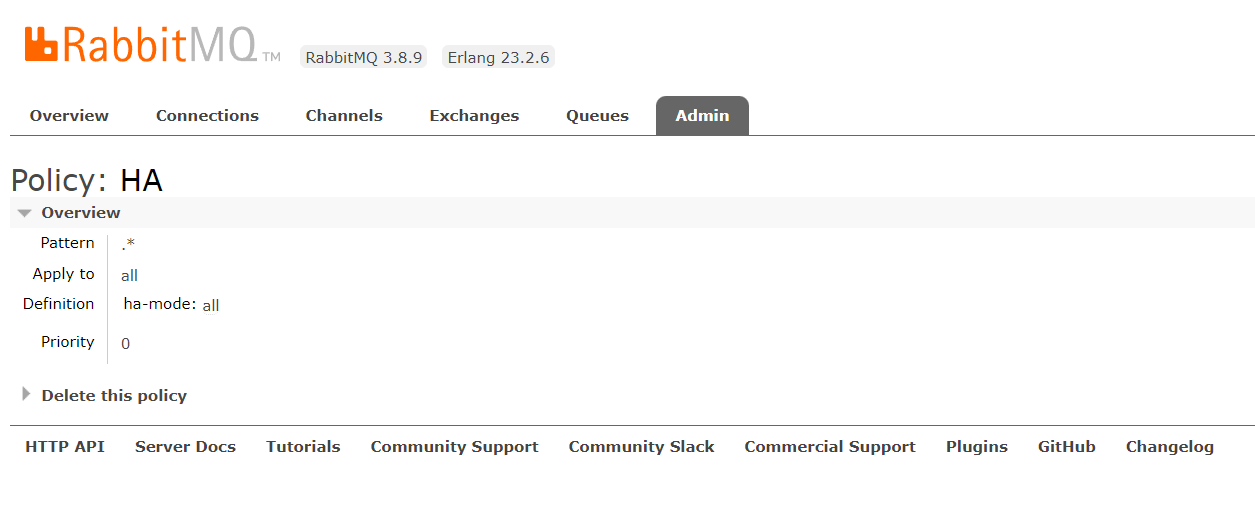 RabbitMQ TM RabbitMQ 3.8.9 Erlang 23.2.6
Overview Connections Channels Exchanges Queues Admin
Policy: HA
Overview
Pattern .*
Apply to all
Definition ha-mode: all
Priority 0
Delete this policy
HTTP API Server Docs Tutorials Community Support Community Slack Commercial Support Plugins GitHub Changelog